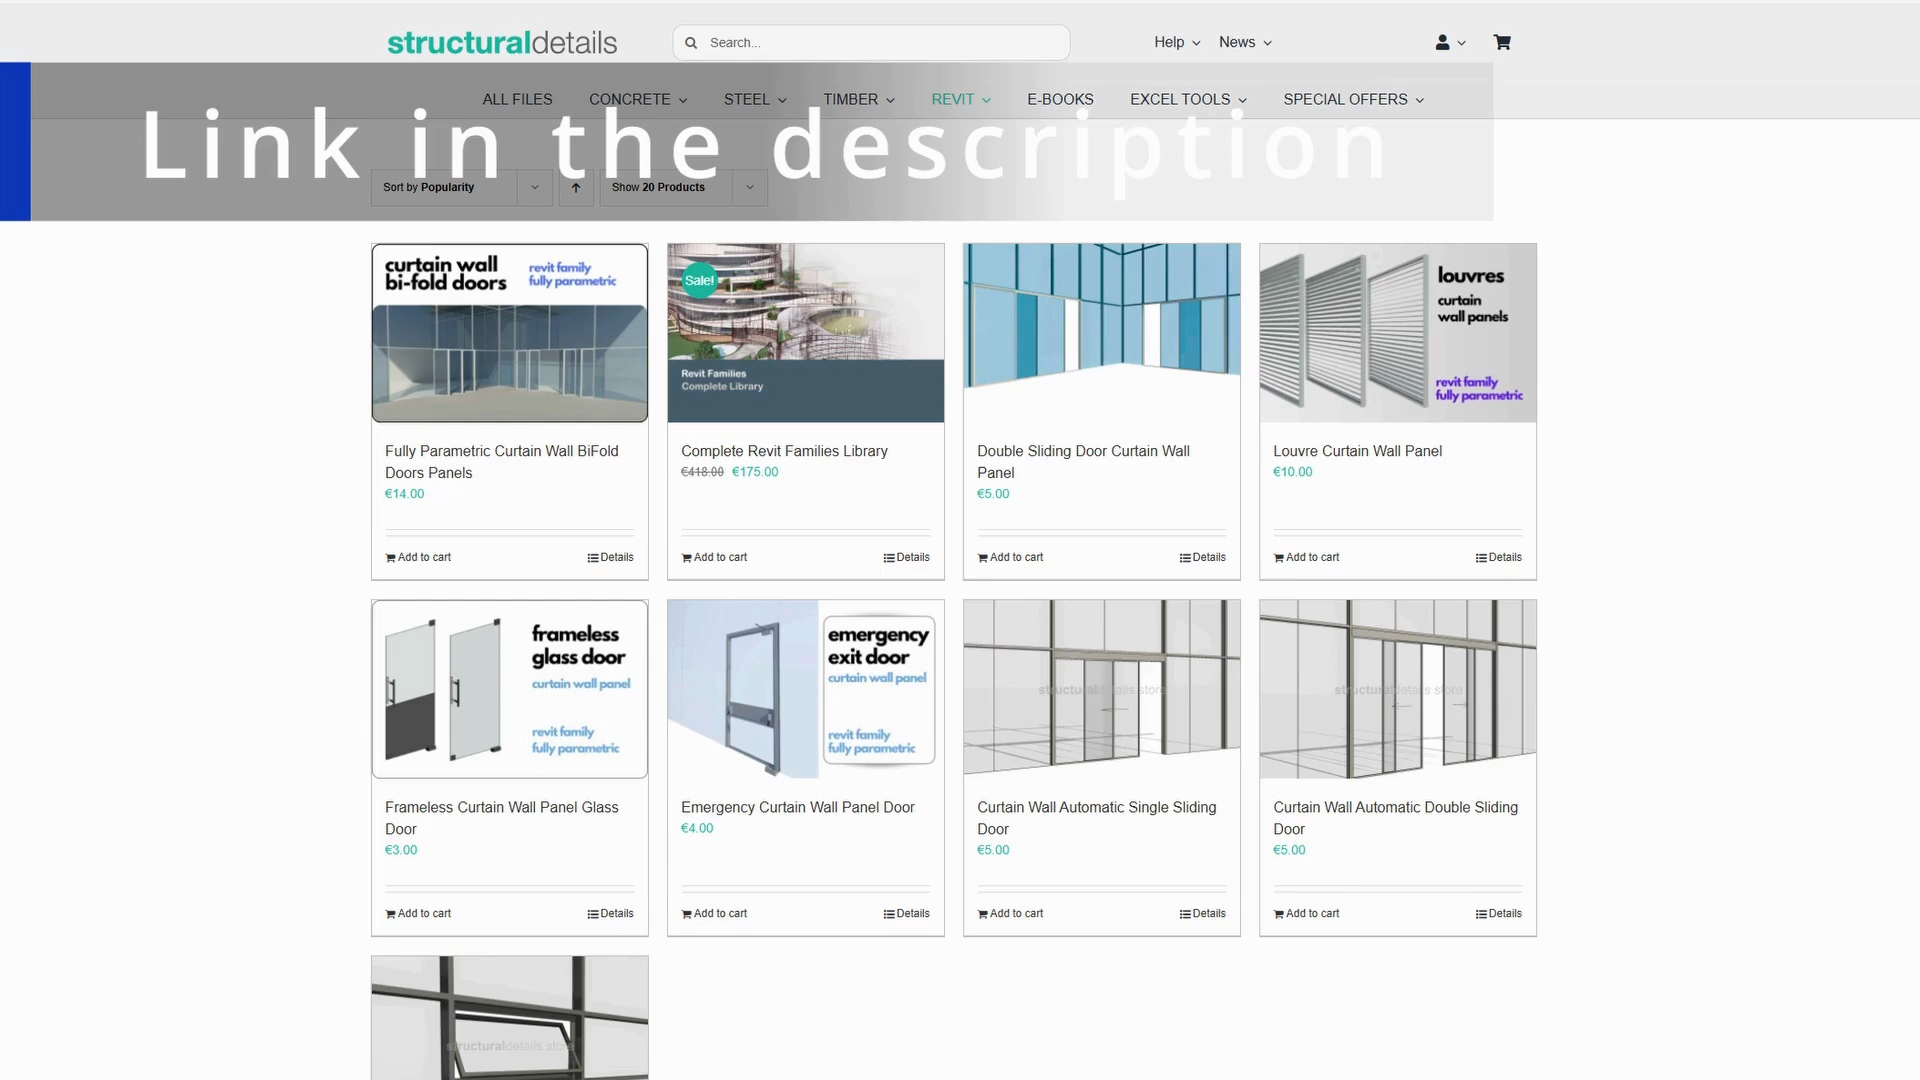 structuraldetails
Search...
Help
News
ALL FILES
CONCRETE
STEEL
TIMBER
REVIT
E-BOOKS
EXCEL TOOLS
SPECIAL OFFERS
Link in the description
Sort by Popularity
Show 20 Products
curtain wall
bi-fold doors
revit family
fully parametric
Fully Parametric Curtain Wall BiFold
Doors Panels
€14.00
Add to cart
Details
Sale!
Revit Families
Complete Library
Complete Revit Families Library
€418.00 €175.00
Add to cart
Details
Double Sliding Door Curtain Wall
Panel
€5.00
Add to cart
Details
louvres
curtain
wall panels
revit family
fully parametric
Louvre Curtain Wall Panel
€10.00
Add to cart
Details
frameless
glass door
curtain wall panel
revit family
fully parametric
Frameless Curtain Wall Panel Glass
Door
€3.00
Add to cart
Details
emergency
exit door
curtain wall panel
revit family
fully parametric
Emergency Curtain Wall Panel Door
€4.00
Add to cart
Details
structuraldetails store
Curtain Wall Automatic Single Sliding
Door
€5.00
Add to cart
Details
structuraldetails store
Curtain Wall Automatic Double Sliding
Door
€5.00
Add to cart
Details
structuraldetails store